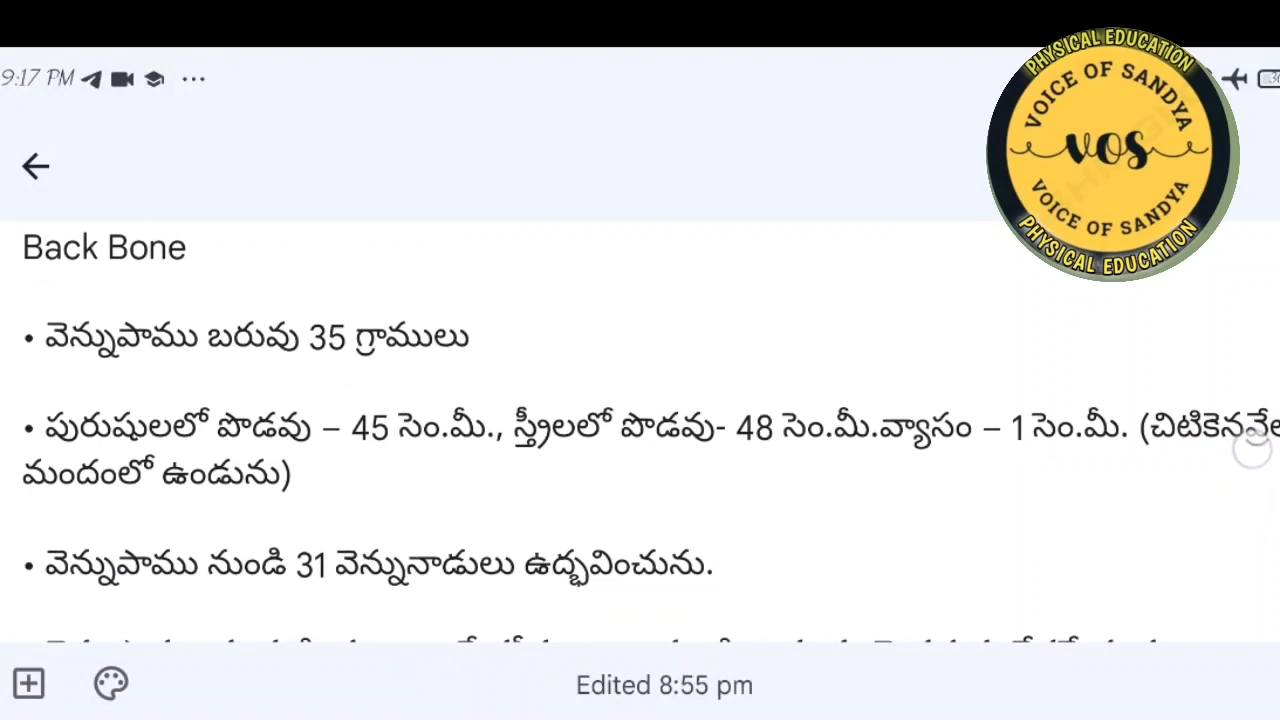 9:17 PM
PHYSICAL EDUCATION
VOICE OF SANDYA
vos
VOICE OF SANDYA
PHYSICAL EDUCATION
Back Bone
• వెన్నుపాము బరువు 35 గ్రాములు
• పురుషులలో పొడవు – 45 సెం.మీ., స్త్రీలలో పొడవు- 48 సెం.మీ.వ్యాసం – 1 సెం.మీ. (చిటికెనవ్రేల
మందంలో ఉండును)
• వెన్నుపాము నుండి 31 వెన్నునాడులు ఉద్భవించును.
Edited 8:55 pm